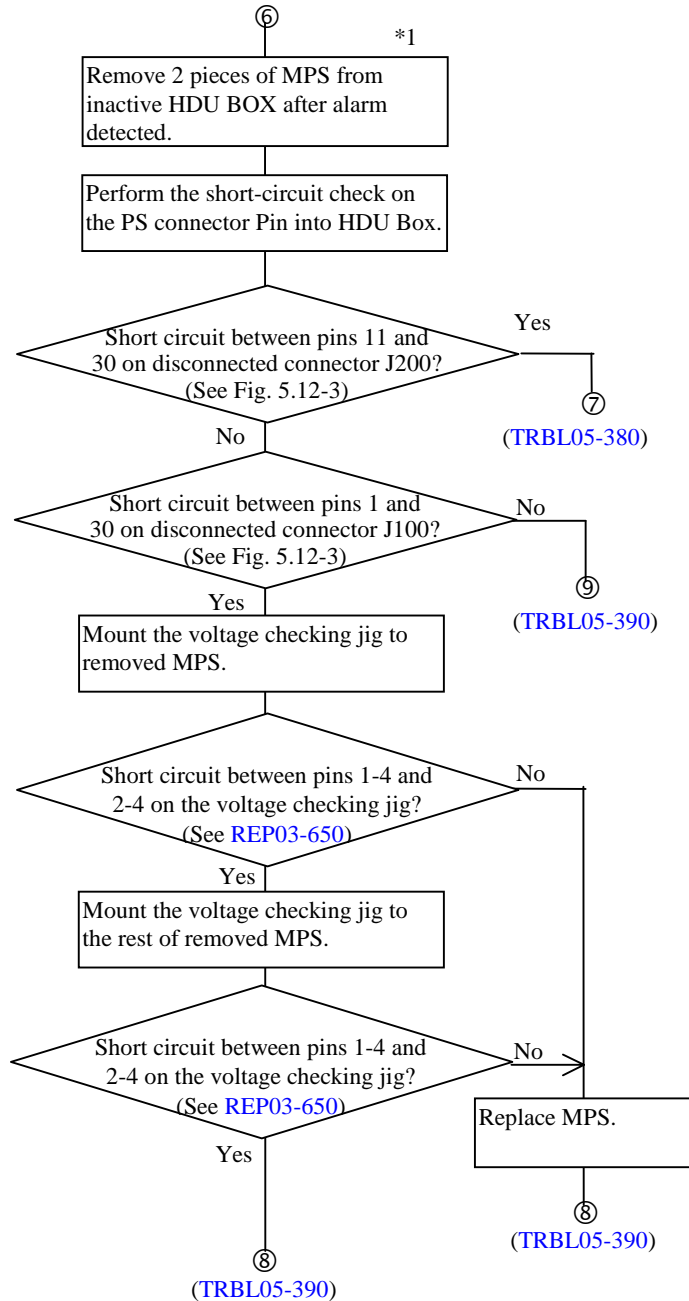 ⑥
*1
Remove 2 pieces of MPS from
inactive HDU BOX after alarm
detected.
Perform the short-circuit check on
the PS connector Pin into HDU Box.
Short circuit between pins 11 and
30 on disconnected connector J200?
(See Fig. 5.12-3)
Yes
⑦
(TRBL05-380)
No
Short circuit between pins 1 and
30 on disconnected connector J100?
(See Fig. 5.12-3)
No
⑨
(TRBL05-390)
Yes
Mount the voltage checking jig to
removed MPS.
Short circuit between pins 1-4 and
2-4 on the voltage checking jig?
(See REP03-650)
No
Yes
Mount the voltage checking jig to
the rest of removed MPS.
Short circuit between pins 1-4 and
2-4 on the voltage checking jig?
(See REP03-650)
No
Replace MPS.
⑧
(TRBL05-390)
Yes
⑧
(TRBL05-390)